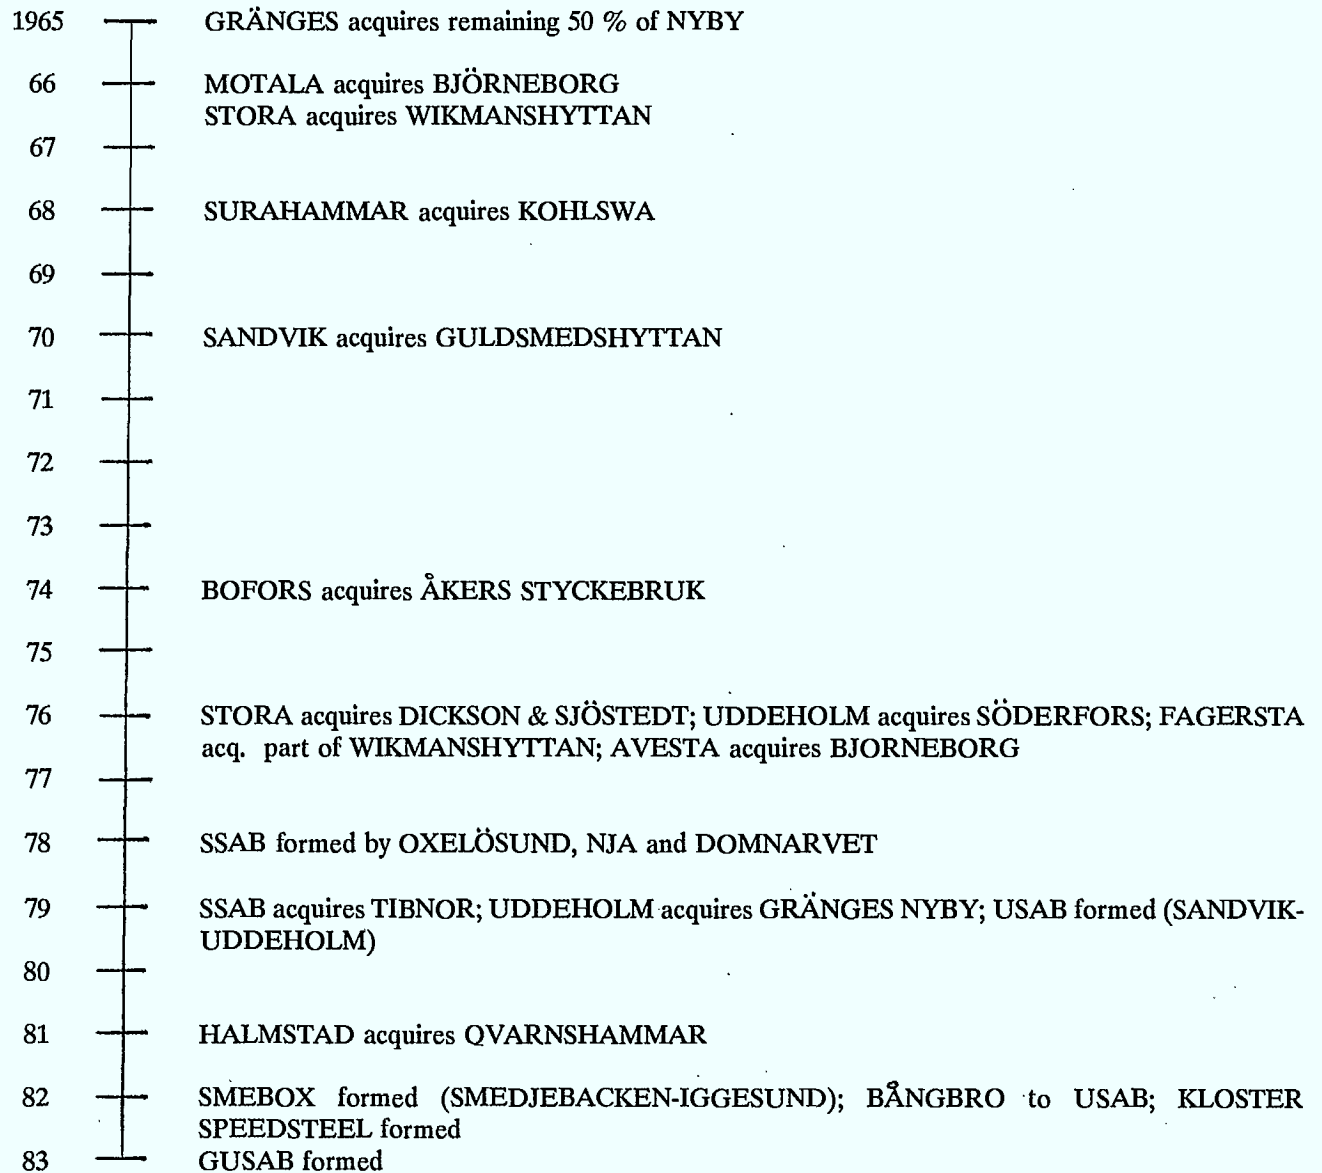 1965 GRÄNGES acquires remaining 50 % of NYBY
66 MOTALA acquires BJÖRNEBORG
STORA acquires WIKMANSHYTTAN
67
68 SURAHAMMAR acquires KOHLSWA
69
70 SANDVIK acquires GULDSMEDSHYTTAN
71
72
73
74 BOFORS acquires ÅKERS STYCKEBRUK
75
76 STORA acquires DICKSON & SJÖSTEDT; UDDEHOLM acquires SÖDERFORS; FAGERSTA
acq. part of WIKMANSHYTTAN; AVESTA acquires BJORNEBORG
77
78 SSAB formed by OXELÖSUND, NJA and DOMNARVET
79 SSAB acquires TIBNOR; UDDEHOLM acquires GRÄNGES NYBY; USAB formed (SANDVIK-
UDDEHOLM)
80
81 HALMSTAD acquires QVARNSHAMMAR
82 SMEBOX formed (SMEDJEBACKEN-IGGESUND); BÅNGBRO to USAB; KLOSTER
SPEEDSTEEL formed
83 GUSAB formed